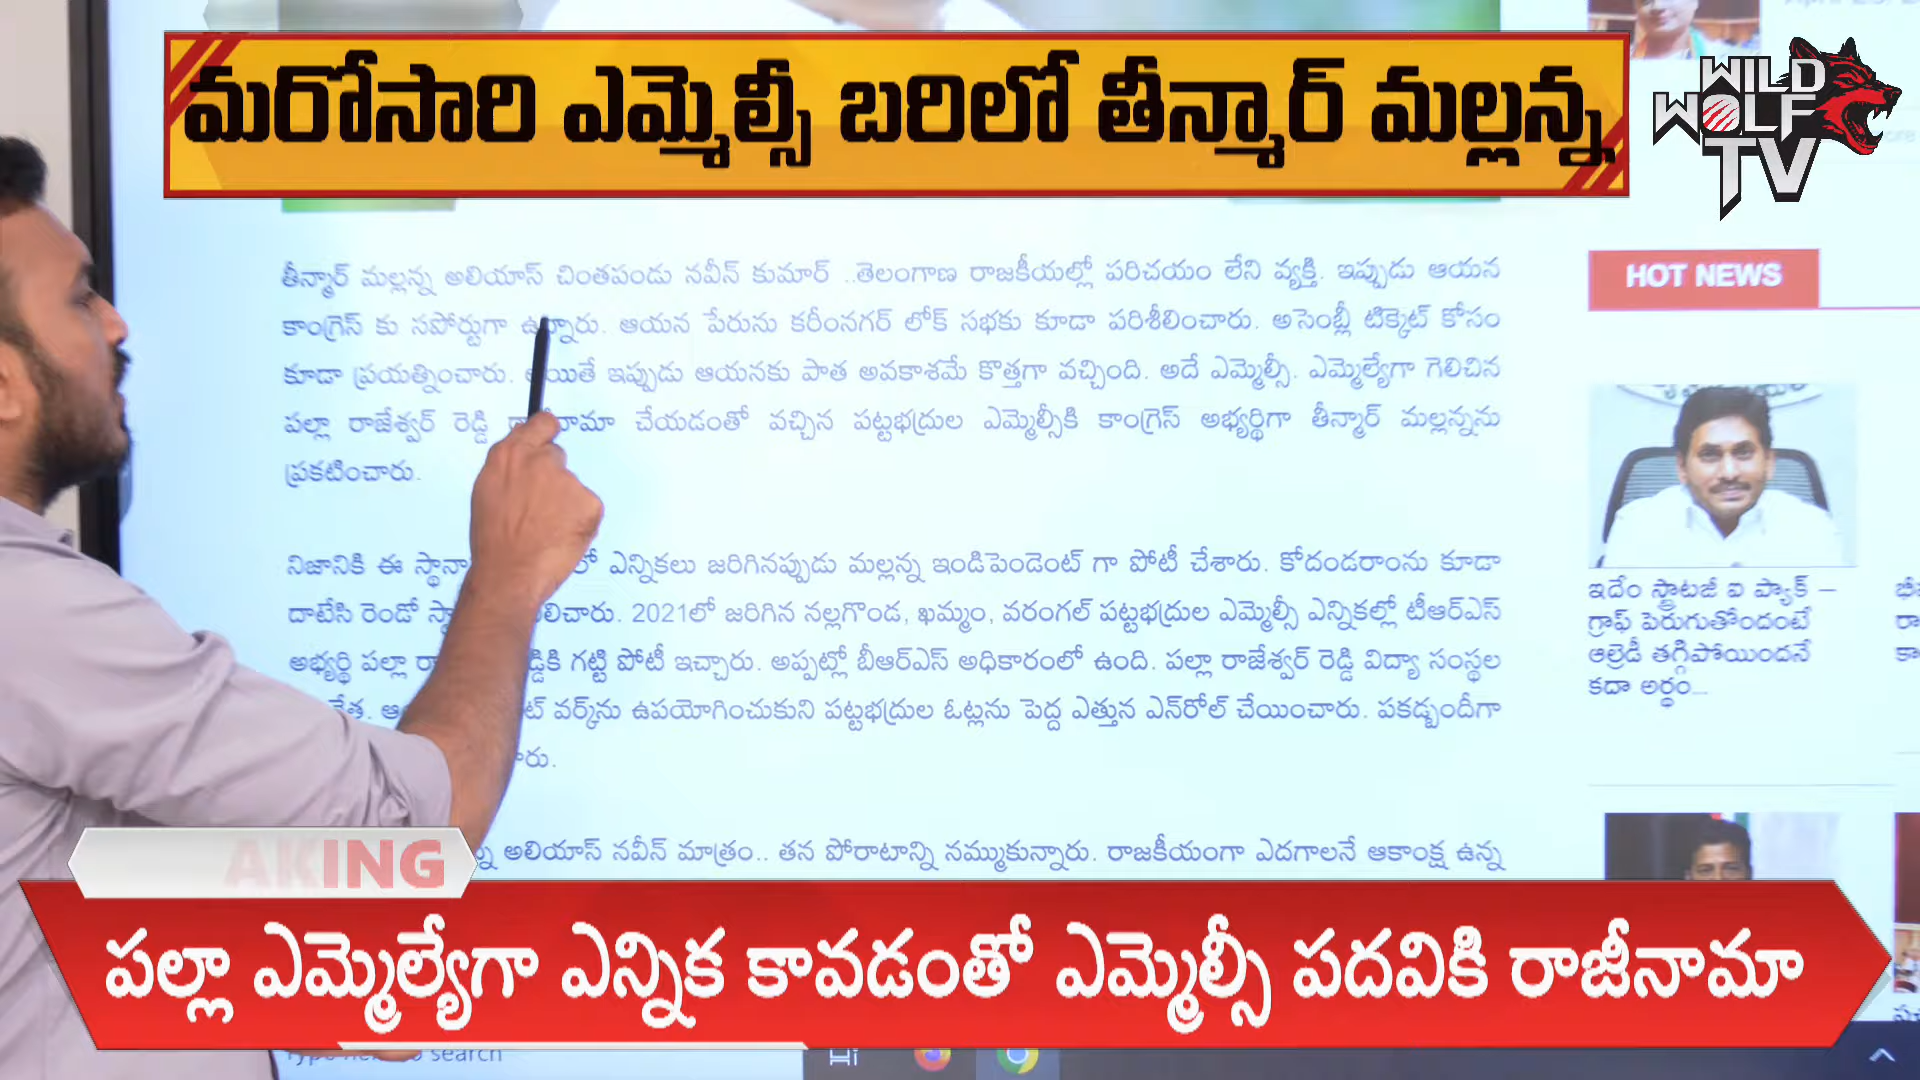 మరోసారి ఎమ్మెల్సీ బరిలో తీన్మార్ మల్లన్న
WILD
WOLF
TV
తీన్మార్ మల్లన్న అలియాస్ చింతపండు నవీన్ కుమార్ ..తెలంగాణ రాజకీయల్లో పరిచయం లేని వ్యక్తి. ఇప్పుడు ఆయన
కాంగ్రెస్ కు సపోర్టుగా ఉన్నారు. ఆయన పేరును కరీంనగర్ లోక్ సభకు కూడా పరిశీలించారు. అసెంబ్లీ టిక్కెట్ కోసం
కూడా ప్రయత్నించారు. అయితే ఇప్పుడు ఆయనకు పాత అవకాశమే కొత్తగా వచ్చింది. అదే ఎమ్మెల్సీ. ఎమ్మెల్యేగా గెలిచిన
పల్లా రాజేశ్వర్ రెడ్డి రాజీనామా చేయడంతో వచ్చిన పట్టభద్రుల ఎమ్మెల్సీకి కాంగ్రెస్ అభ్యర్థిగా తీన్మార్ మల్లన్నను
ప్రకటించారు.
నిజానికి ఈ ఎన్నికలు జరిగినప్పుడు మల్లన్న ఇండిపెండెంట్ గా పోటీ చేశారు. కోదండరాంను కూడా
దాటేసి రెండో 2021లో జరిగిన నల్లగొండ, ఖమ్మం, వరంగల్ పట్టభద్రుల ఎమ్మెల్సీ ఎన్నికల్లో టీఆర్ఎస్
అభ్యర్థి పల్లా గట్టి పోటీ ఇచ్చారు. అప్పట్లో బీఆర్ఎస్ అధికారంలో ఉంది. పల్లా రాజేశ్వర్ రెడ్డి విద్యా సంస్థల
వర్క్‌ను ఉపయోగించుకుని పట్టభద్రుల ఓట్లను పెద్ద ఎత్తున ఎన్‌రోల్ చేయించారు. పకడ్బందీగా
అలియాస్ నవీన్ మాత్రం.. తన పోరాటాన్ని నమ్ముకున్నారు. రాజకీయంగా ఎదగాలనే ఆకాంక్ష ఉన్న
HOT NEWS
ఇదేం స్ట్రాటజీ ఐ ప్యాక్ –
గ్రాఫ్ పెరుగుతోందంటే
ఆల్రెడీ తగ్గిపోయిందనే
కదా అర్థం...
AKING
పల్లా ఎమ్మెల్యేగా ఎన్నిక కావడంతో ఎమ్మెల్సీ పదవికి రాజీనామా
search